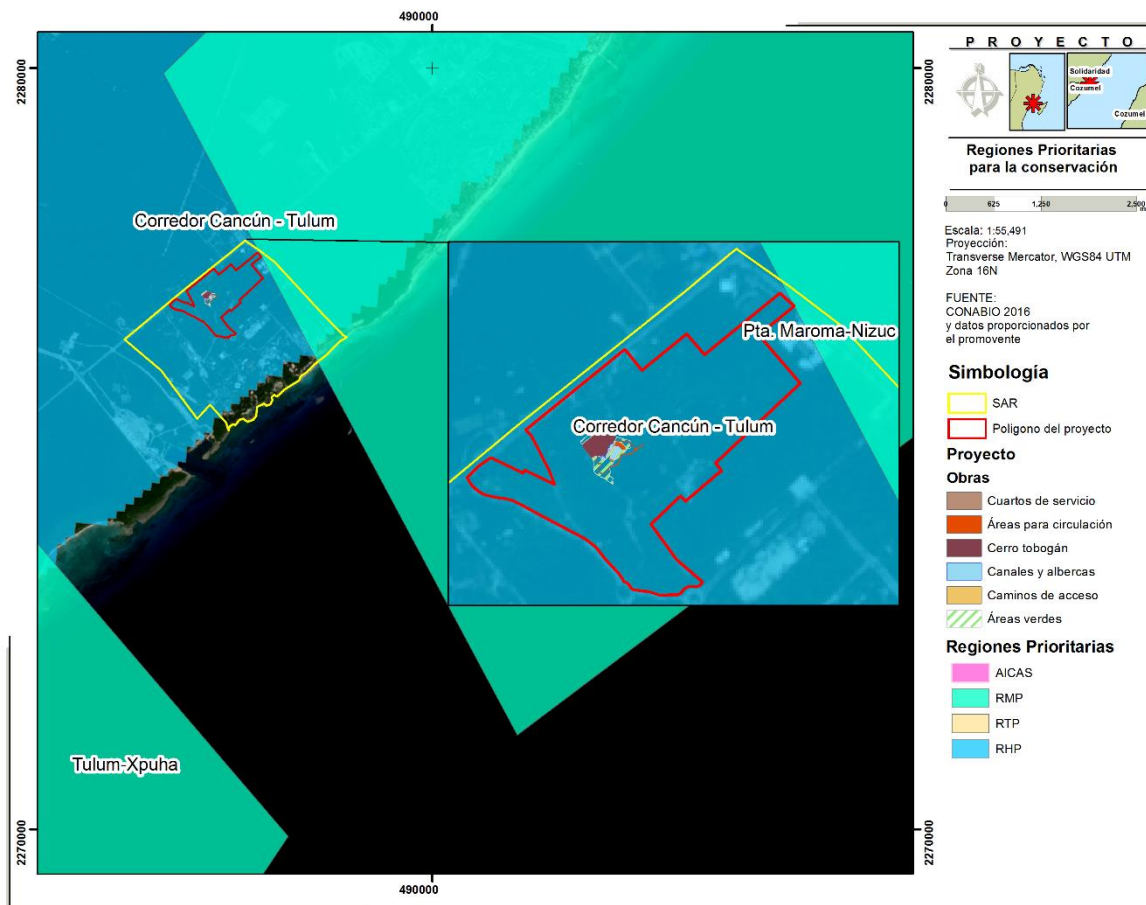 490000
2280000
2280000
Corredor Cancún - Tulum
Pta. Maroma-Nizuc
Corredor Cancún - Tulum
Tulum-Xpuha
2270000
2270000
490000
P R O Y E C T O
Solidaridad
Cozumel
Cozumel
Regiones Prioritarias
para la conservación
0 625 1,250 2,500
m
Escala: 1:55,491
Proyección:
Transverse Mercator, WGS84 UTM
Zona 16N
FUENTE:
CONABIO 2016
y datos proporcionados por
el promovente
Simbología
SAR
Poligono del proyecto
Proyecto
Obras
Cuartos de servicio
Áreas para circulación
Cerro tobogán
Canales y albercas
Caminos de acceso
Áreas verdes
Regiones Prioritarias
AICAS
RMP
RTP
RHP